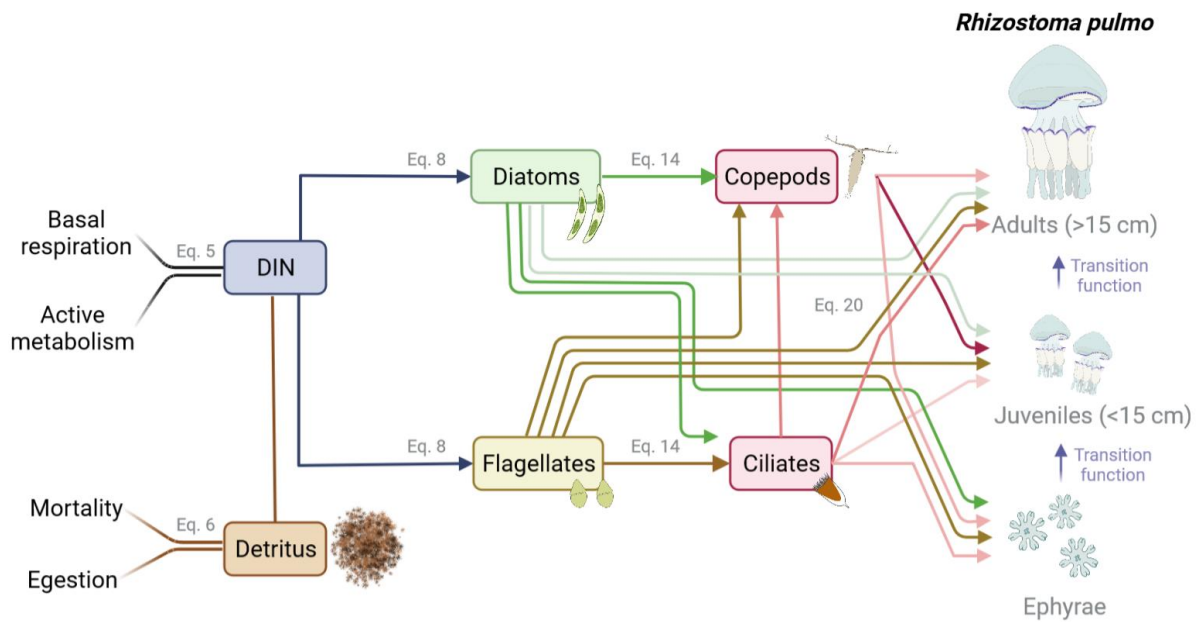 Rhizostoma pulmo
Eq. 8
Diatoms
Eq. 14
Copepods
Adults (>15 cm)
Basal
respiration
Eq. 5
DIN
Active
metabolism
Transition
function
Eq. 20
Juveniles (<15 cm)
Eq. 8
Flagellates
Eq. 14
Ciliates
Transition
function
Mortality
Eq. 6
Detritus
Egestion
Ephyrae